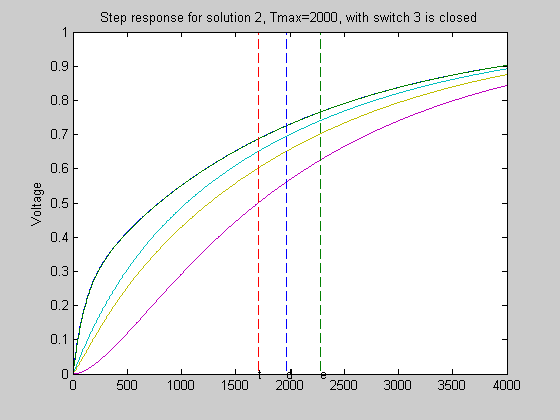 Step response for solution 2, Tmax=2000, with switch 3 is closed
1
0.9
0.8
0.7
0.6
0.5
0.4
0.3
0.2
0.1
0
Voltage
t d e
0 500 1000 1500 2000 2500 3000 3500 4000